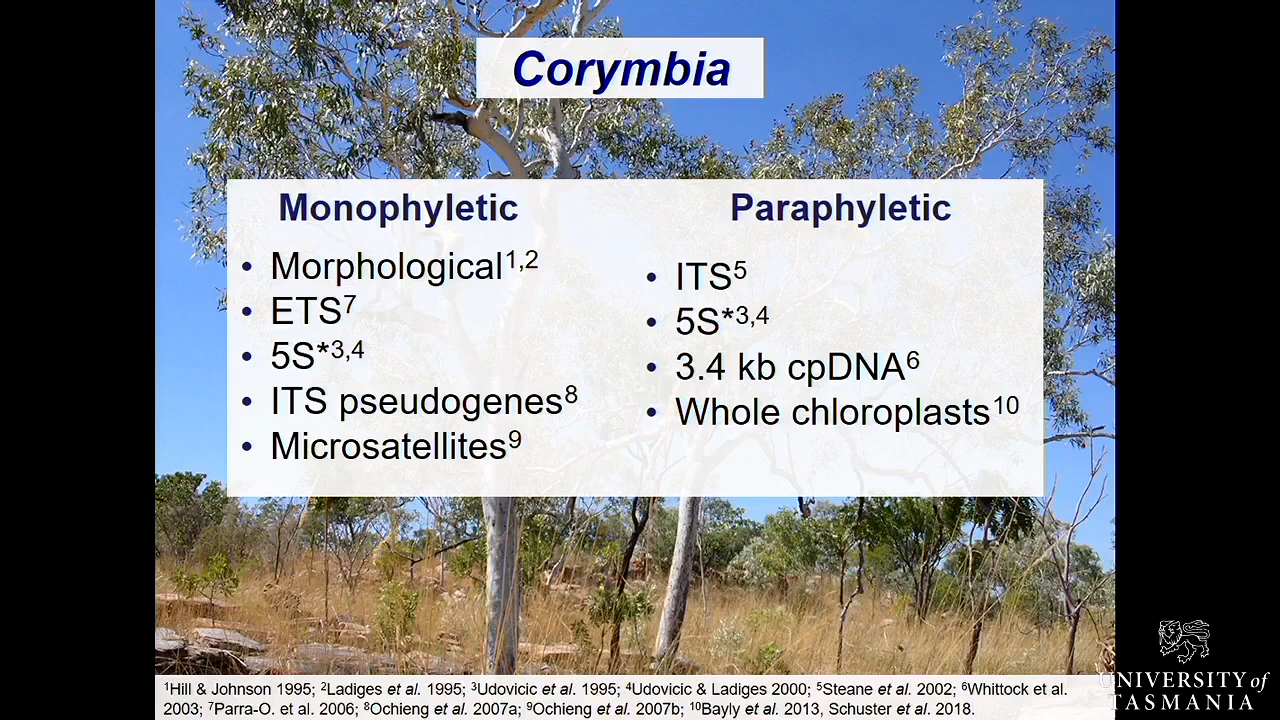 Corymbia
Monophyletic
• Morphological1,2
• ETS7
• 5S*3,4
• ITS pseudogenes8
• Microsatellites9
Paraphyletic
• ITS5
• 5S*3,4
• 3.4 kb cpDNA6
• Whole chloroplasts10
1Hill & Johnson 1995; 2Ladiges et al. 1995; 3Udovicic et al. 1995; 4Udovicic & Ladiges 2000; 5Steane et al. 2002; 6Whittock et al.
2003; 7Parra-O. et al. 2006; 8Ochieng et al. 2007a; 9Ochieng et al. 2007b; 10Bayly et al. 2013, Schuster et al. 2018.
UNIVERSITY of
TASMANIA